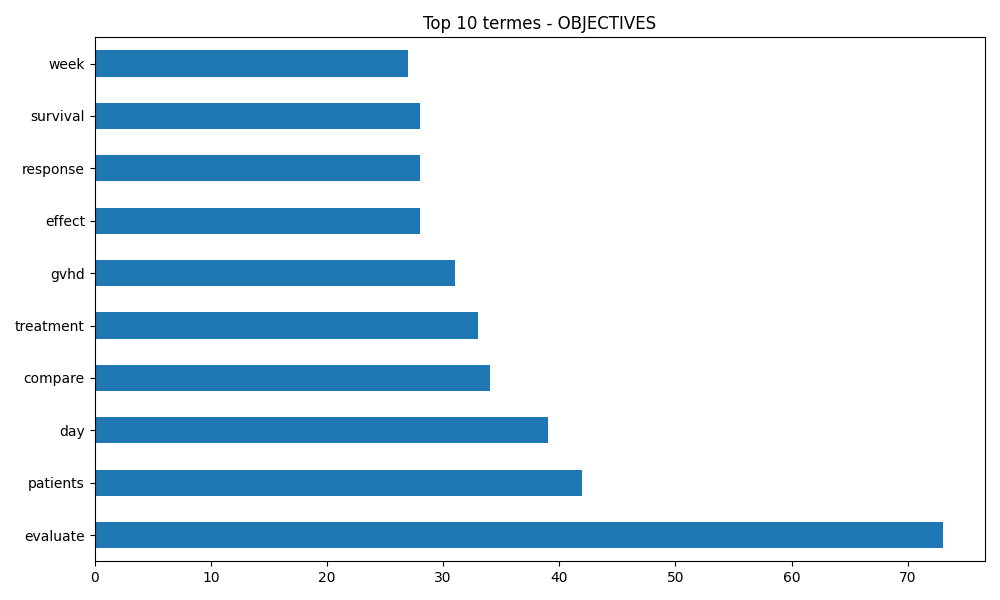 Top 10 termes - OBJECTIVES
week
survival
response
effect
gvhd
treatment
compare
day
patients
evaluate
0 10 20 30 40 50 60 70